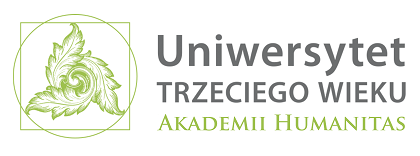 Uniwersytet
TRZECIEGO WIEKU
AKADEMII HUMANITAS